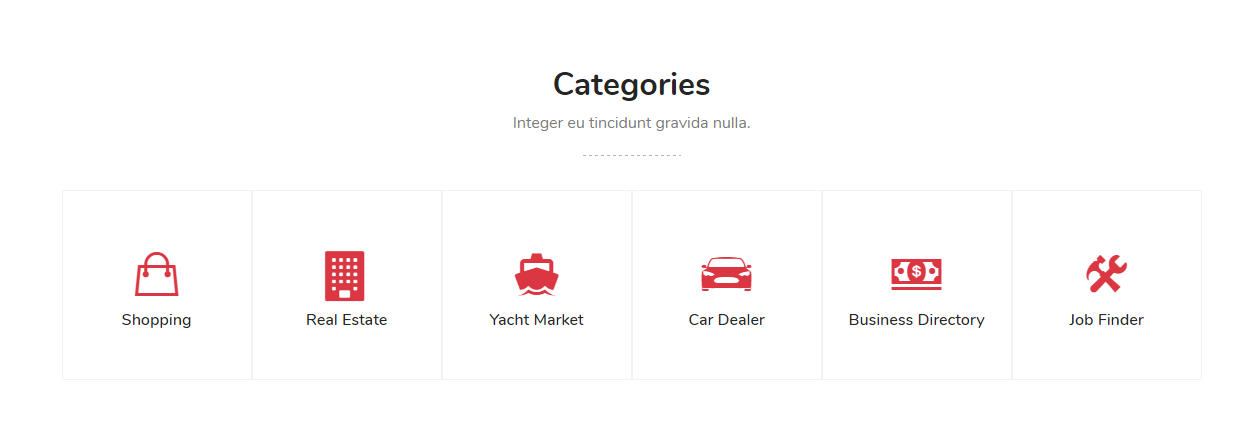 Categories
Integer eu tincidunt gravida nulla.
Shopping
Real Estate
Yacht Market
Car Dealer
$
Business Directory
Job Finder